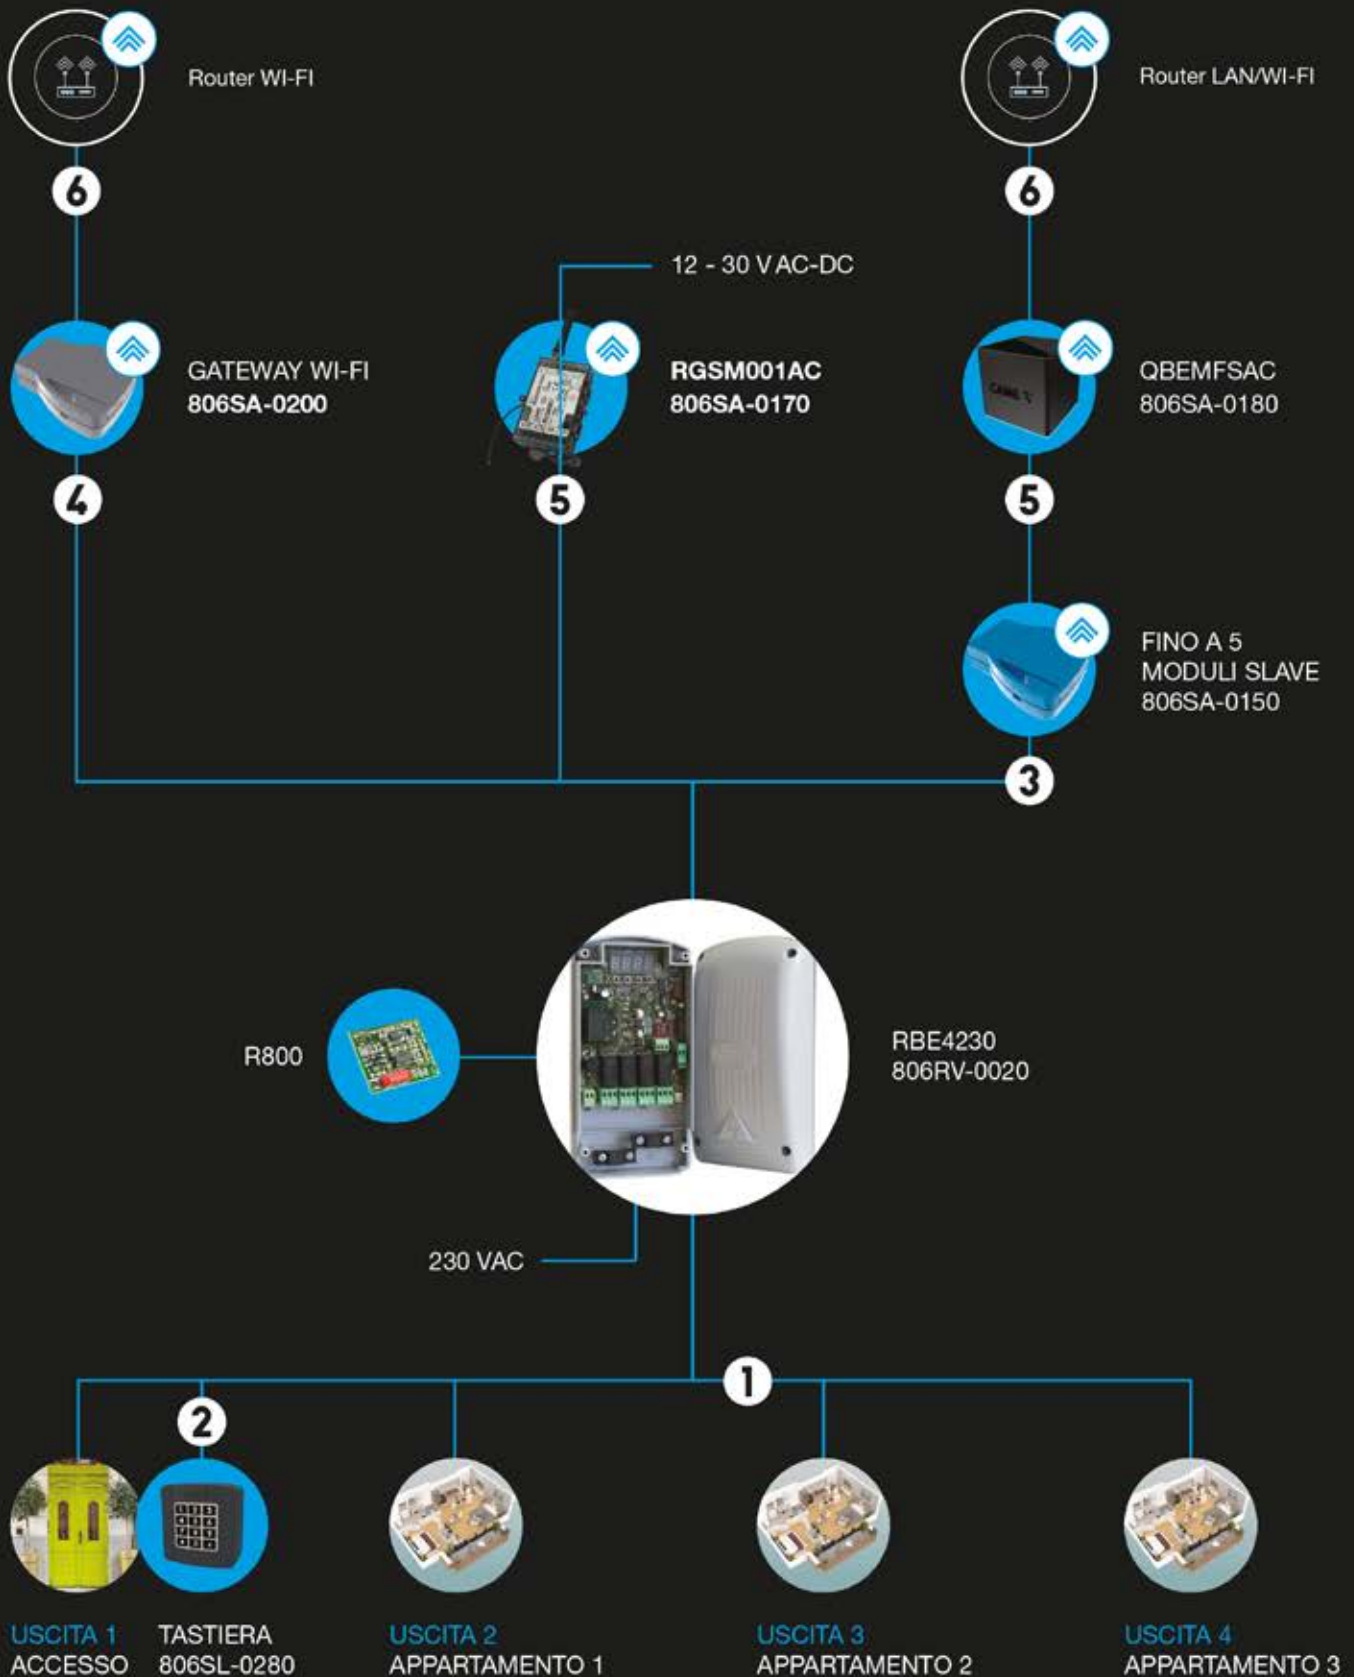 Router WI-FI
Router LAN/WI-FI
6
6
12 - 30 V AC-DC
GATEWAY WI-FI
806SA-0200
RGSM001AC
806SA-0170
CAME
QBEMFSAC
806SA-0180
4
5
5
FINO A 5
MODULI SLAVE
806SA-0150
3
R800
RBE4230
806RV-0020
230 VAC
1
2
USCITA 1
ACCESSO
TASTIERA
806SL-0280
USCITA 2
APPARTAMENTO 1
USCITA 3
APPARTAMENTO 2
USCITA 4
APPARTAMENTO 3